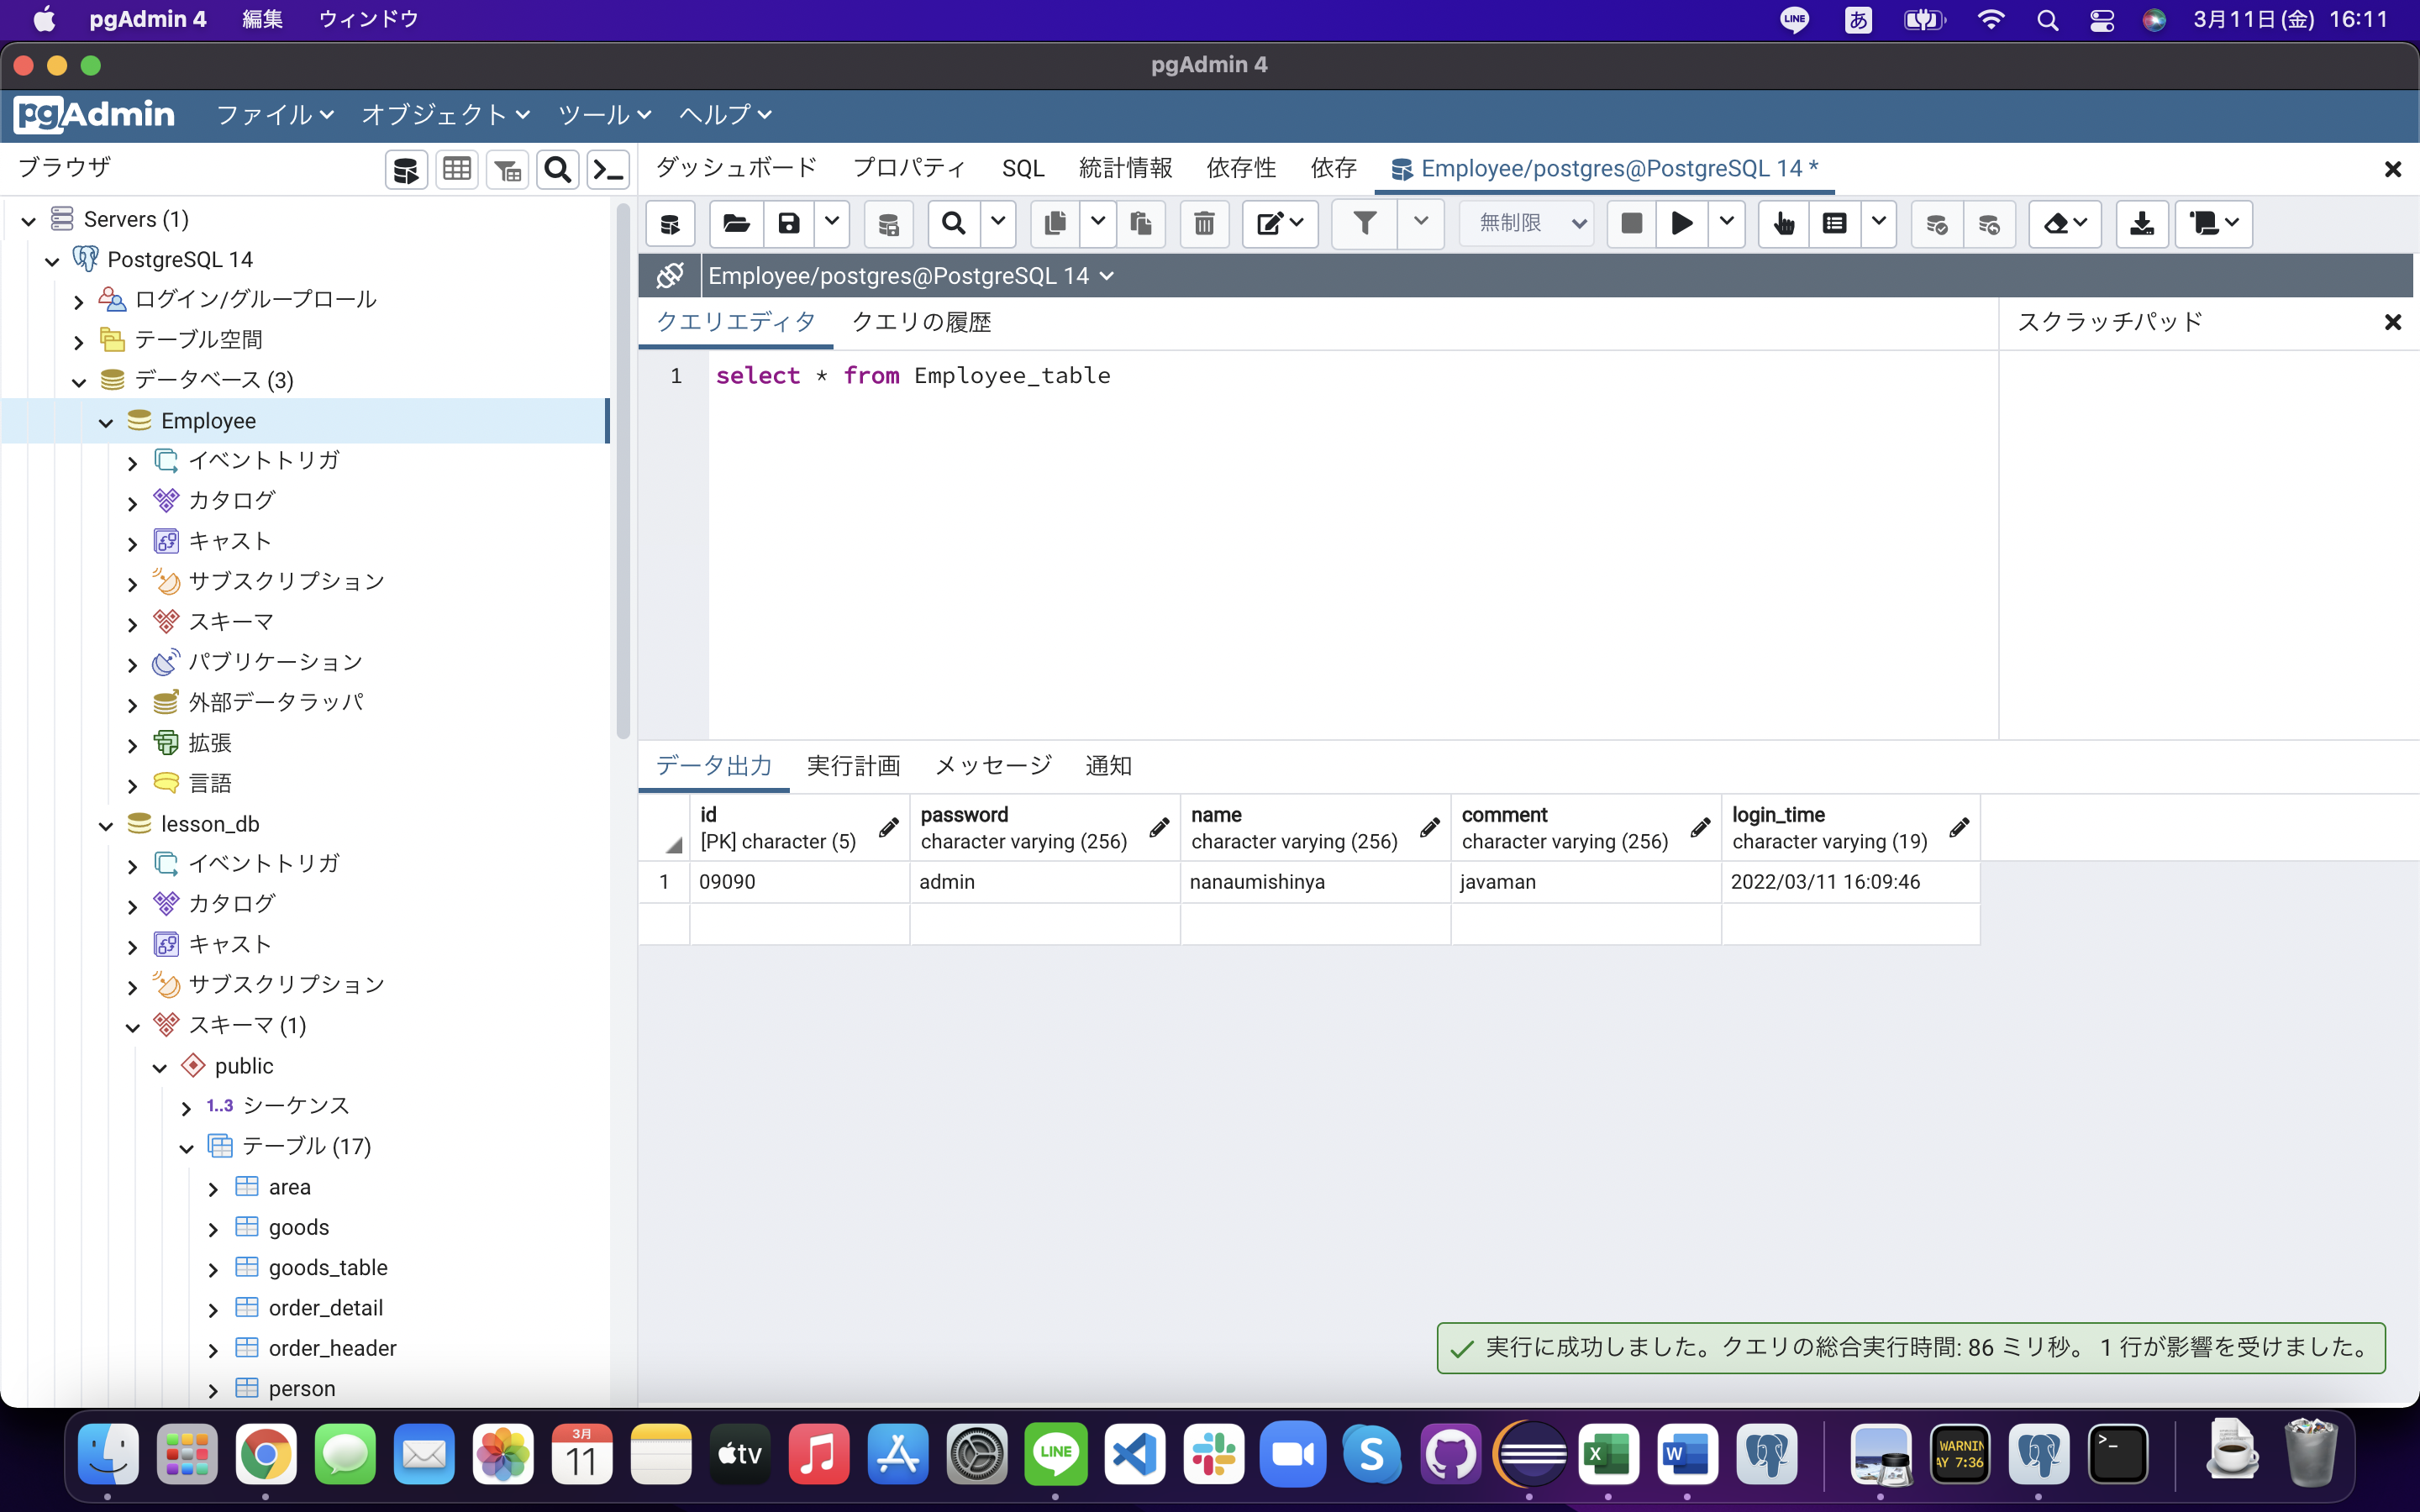 pgAdmin 4 編集 ウィンドウ LINE あ 3月11日(金) 16:11
pgAdmin 4
pgAdmin ファイル オブジェクト ツール ヘルプ
ブラウザ
ダッシュボード プロパティ SQL 統計情報 依存性 依存 Employee/postgres@PostgreSQL 14 *
無制限
Employee/postgres@PostgreSQL 14
クエリエディタ クエリの履歴 スクラッチパッド
1 select * from Employee_table
Servers (1)
PostgreSQL 14
ログイン/グループロール
テーブル空間
データベース (3)
Employee
イベントトリガ
カタログ
キャスト
サブスクリプション
スキーマ
パブリケーション
外部データラッパ
拡張
言語
lesson_db
イベントトリガ
カタログ
キャスト
サブスクリプション
スキーマ (1)
public
1..3 シーケンス
テーブル (17)
area
goods
goods_table
order_detail
order_header
person
データ出力 実行計画 メッセージ 通知
id password name comment login_time
[PK] character (5) character varying (256) character varying (256) character varying (256) character varying (19)
1 09090 admin nanaumishinya javaman 2022/03/11 16:09:46
実行に成功しました。クエリの総合実行時間: 86 ミリ秒。 1 行が影響を受けました。
3月
11
tv
LINE
S
X
W
WARNIN
AY 7:36
>_